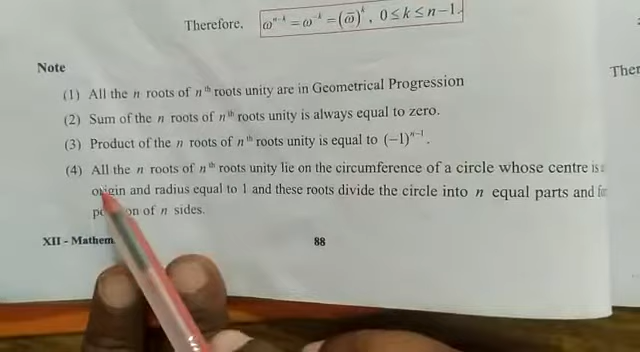 Therefore, ω^{n-k} = ω^{-k} = (ω̄)^k, 0 ≤ k ≤ n−1.
Note
Ther
(1) All the n roots of nth roots unity are in Geometrical Progression
(2) Sum of the n roots of nth roots unity is always equal to zero.
(3) Product of the n roots of nth roots unity is equal to (−1)^{n−1}.
(4) All the n roots of nth roots unity lie on the circumference of a circle whose centre is
origin and radius equal to 1 and these roots divide the circle into n equal parts and
of n sides.
XII - Mathem
88